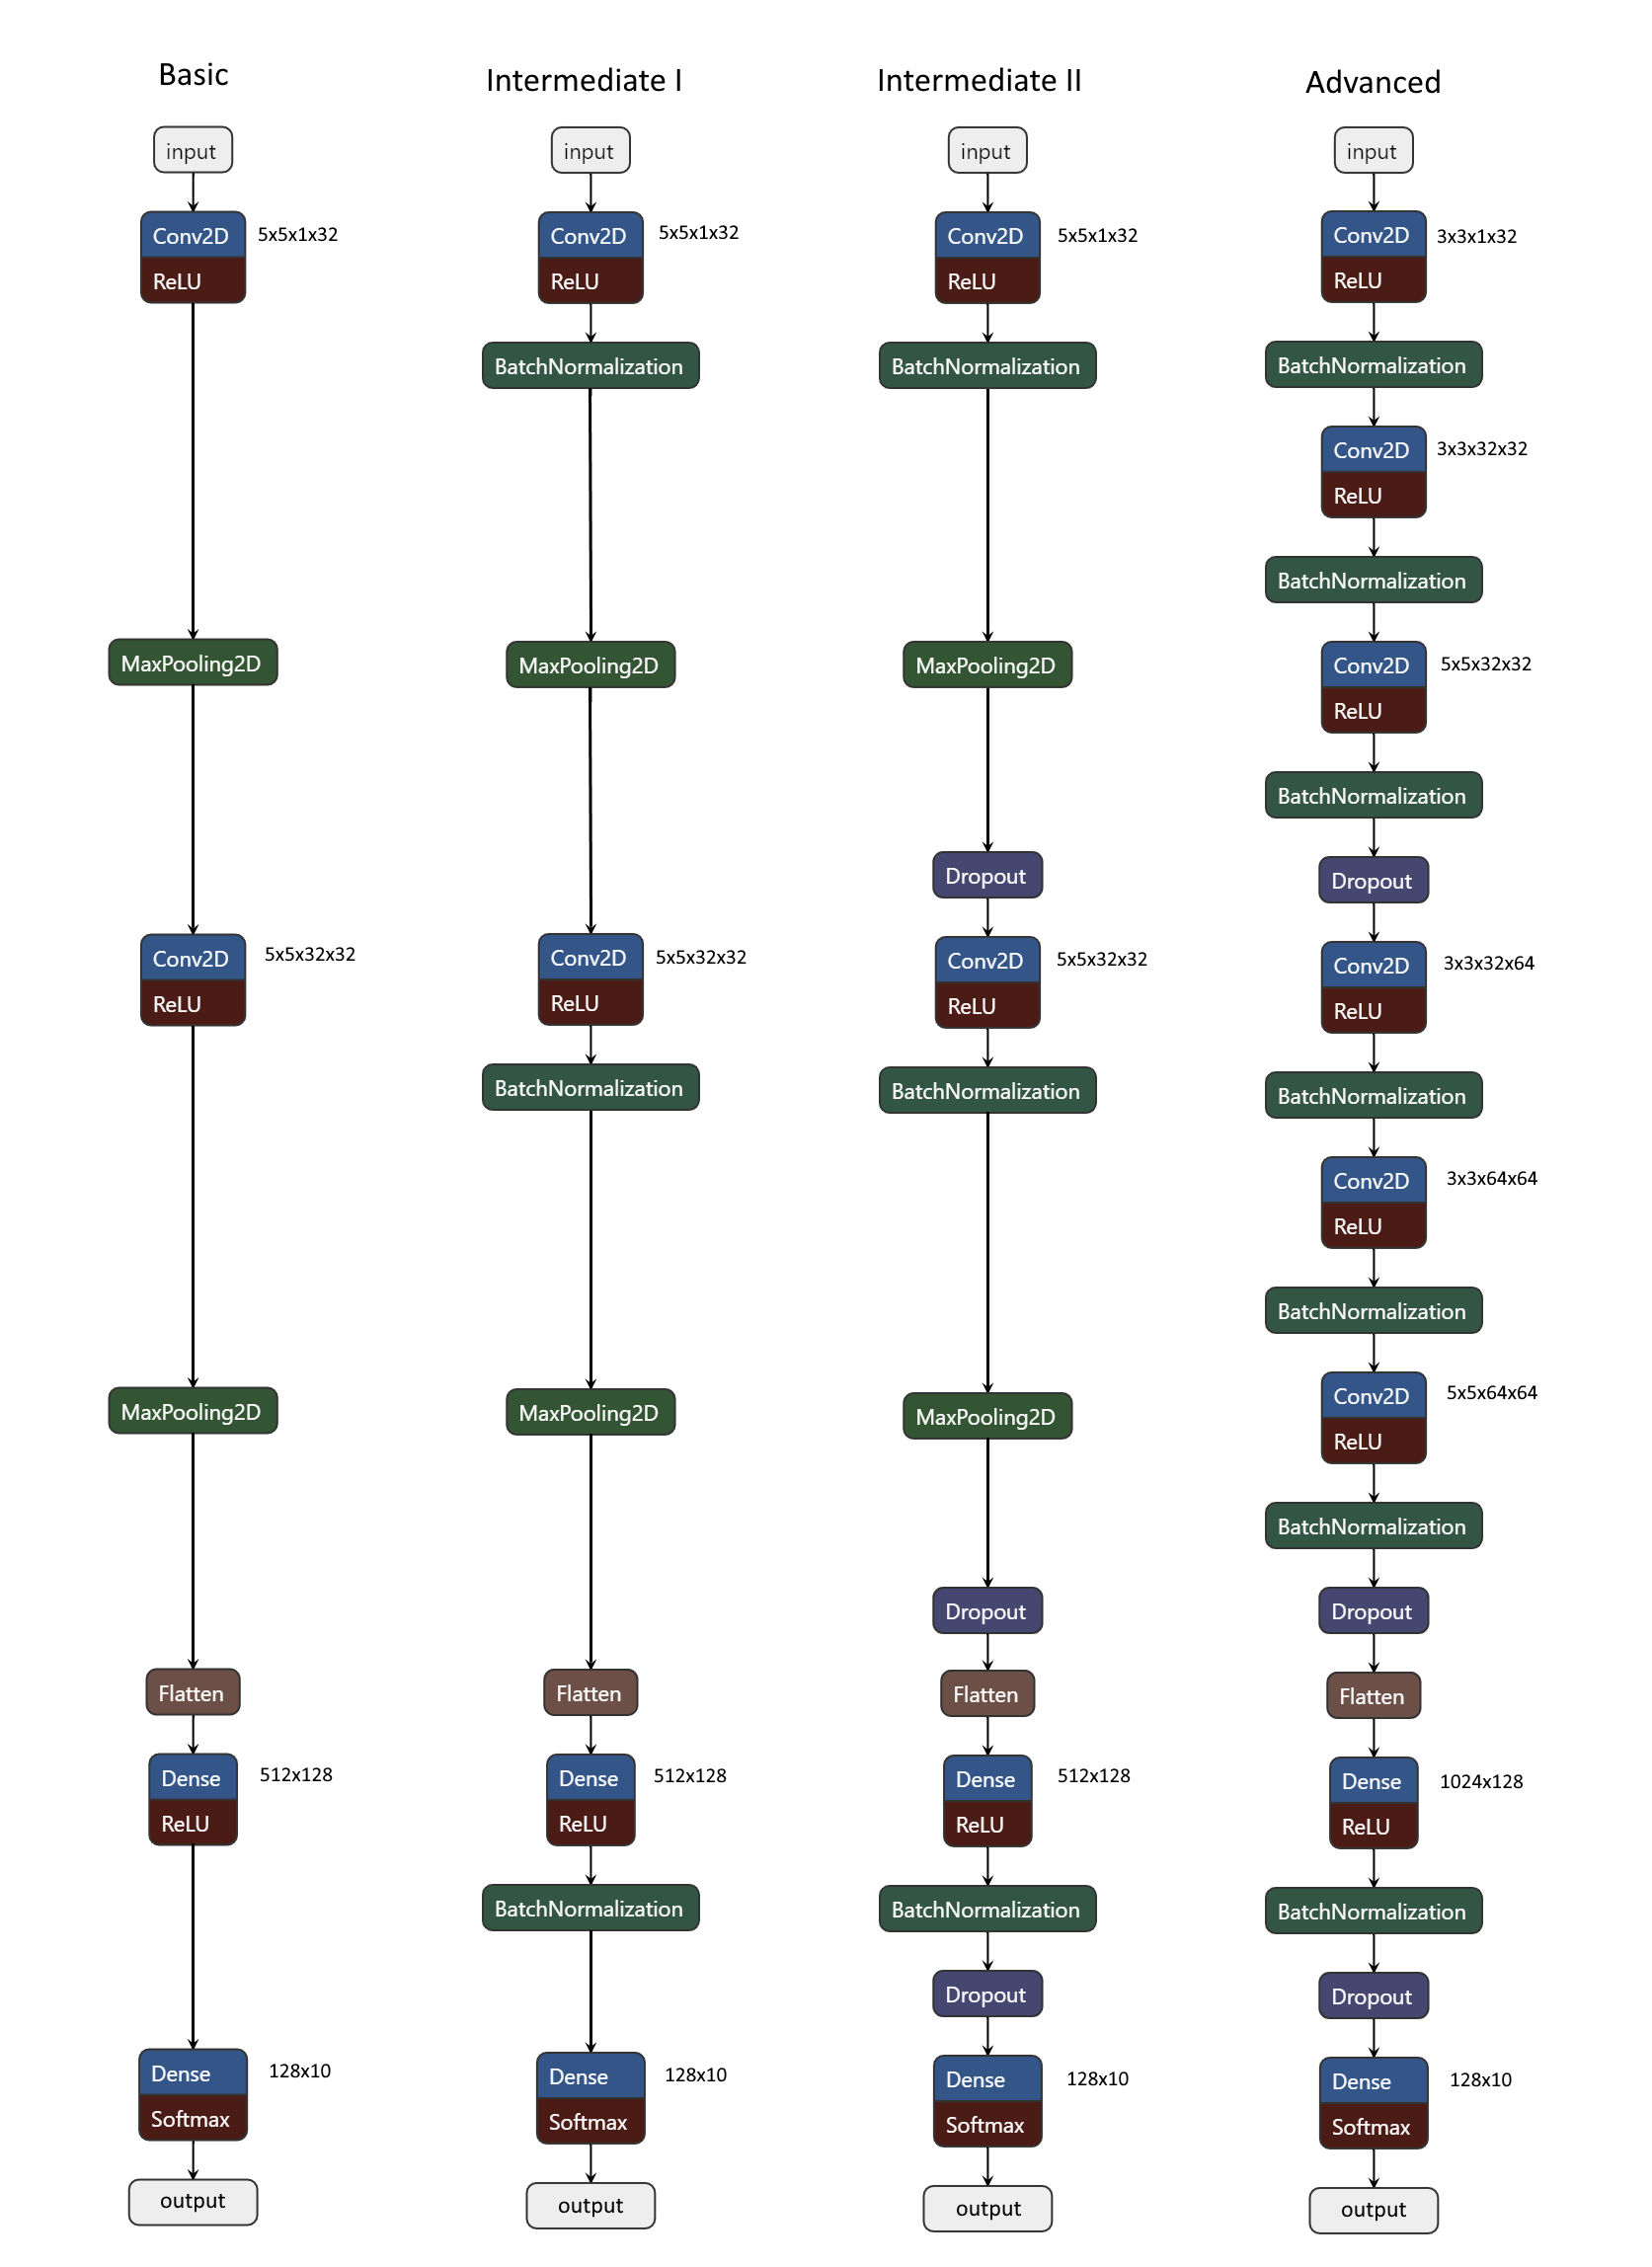 Basic
input
Conv2D
5x5x1x32
ReLU
MaxPooling2D
Conv2D
5x5x32x32
ReLU
MaxPooling2D
Flatten
Dense
512x128
ReLU
Dense
128x10
Softmax
output
Intermediate I
input
Conv2D
5x5x1x32
ReLU
BatchNormalization
MaxPooling2D
Conv2D
5x5x32x32
ReLU
BatchNormalization
MaxPooling2D
Flatten
Dense
512x128
ReLU
BatchNormalization
Dense
128x10
Softmax
output
Intermediate II
input
Conv2D
5x5x1x32
ReLU
BatchNormalization
MaxPooling2D
Dropout
Conv2D
5x5x32x32
ReLU
BatchNormalization
MaxPooling2D
Dropout
Flatten
Dense
512x128
ReLU
BatchNormalization
Dropout
Dense
128x10
Softmax
output
Advanced
input
Conv2D
3x3x1x32
ReLU
BatchNormalization
Conv2D
3x3x32x32
ReLU
BatchNormalization
Conv2D
5x5x32x32
ReLU
BatchNormalization
Dropout
Conv2D
3x3x32x64
ReLU
BatchNormalization
Conv2D
3x3x64x64
ReLU
BatchNormalization
Conv2D
5x5x64x64
ReLU
BatchNormalization
Dropout
Flatten
Dense
1024x128
ReLU
BatchNormalization
Dropout
Dense
128x10
Softmax
output